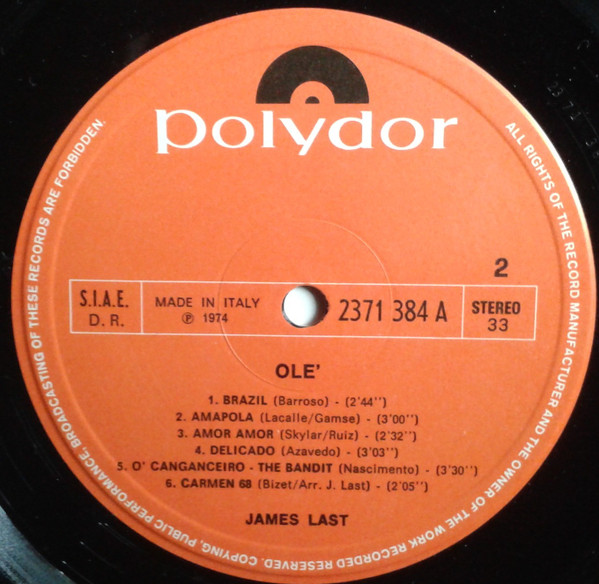 polydor
ALL RIGHTS OF THE RECORD MANUFACTURER AND THE OWNER OF THE WORK RECORDED RESERVED. COPYING, PUBLIC PERFORMANCE, BROADCASTING OF THESE RECORDS ARE FORBIDDEN.
2
S.I.A.E.
D. R.
MADE IN ITALY
℗ 1974
2371 384 A
STEREO
33
OLE'
1. BRAZIL (Barroso) - (2'44'')
2. AMAPOLA (Lacalle/Gamse) - (3'00'')
3. AMOR AMOR (Skylar/Ruiz) - (2'32'')
4. DELICADO (Azavedo) - (3'03'')
5. O' CANGANCEIRO - THE BANDIT (Nascimento) - (3'30'')
6. CARMEN 68 (Bizet/Arr. J. Last) - (2'05'')
JAMES LAST